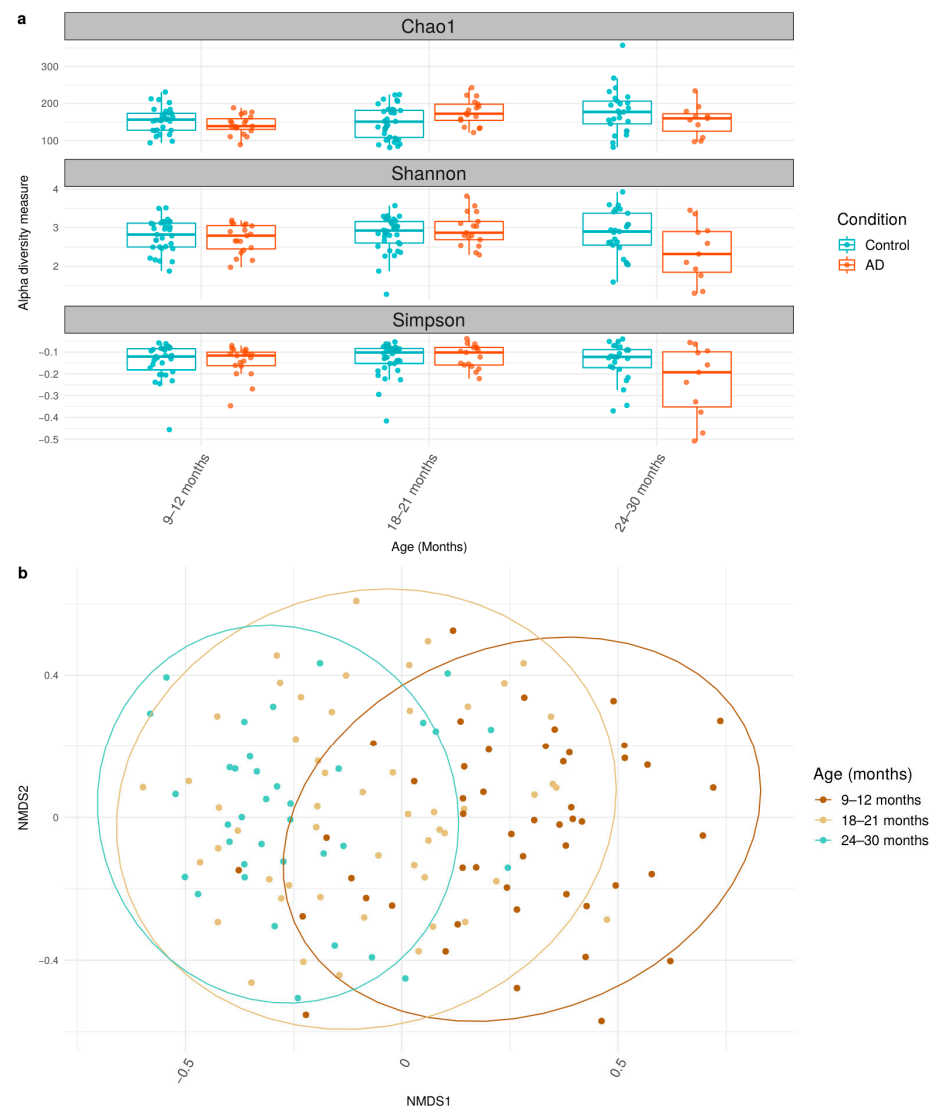 a
Chao1
300
200
100
Shannon
4
3
2
Simpson
−0.1
−0.2
−0.3
−0.4
−0.5
Alpha diversity measure
9–12 months
18–21 months
24–30 months
Age (Months)
Condition
Control
AD
b
0.4
0
−0.4
NMDS2
−0.5
0
0.5
NMDS1
Age (months)
9–12 months
18–21 months
24–30 months